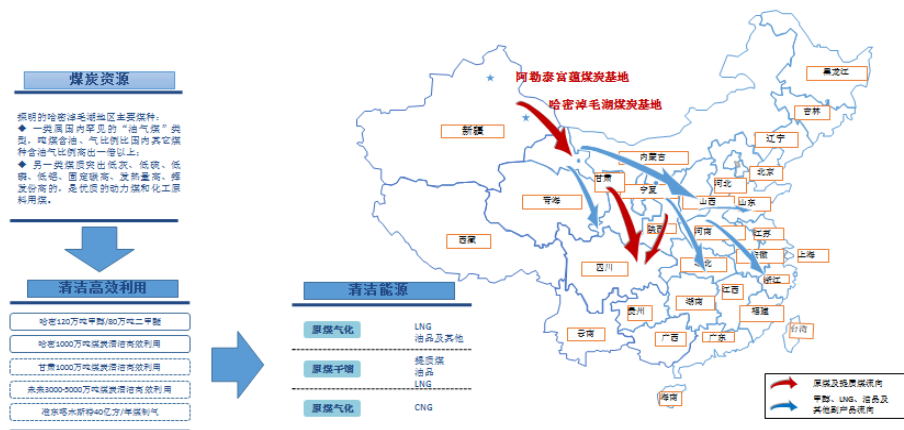 煤炭资源
探明的哈密淖毛湖地区主要煤种:
◆ 一类属国内罕见的“油气煤”类
型，吨煤含油、气比例比国内其它煤
种含油气比例高出一倍以上;
◆ 另一类煤质突出低灰、低硫、低
磷、低铝、固定碳高、发热量高、挥
发份高的，是优质的动力煤和化工原
料用煤。
清洁高效利用
哈密120万吨甲醇/80万吨二甲醚
哈密1000万吨煤炭清洁高效利用
甘肃1000万吨煤炭清洁高效利用
未来3000-5000万吨煤炭清洁高效利用
准东喀木斯特40亿方/年煤制气
清洁能源
原煤气化
LNG
油品及其他
原煤干馏
提质煤
油品
LNG
原煤气化
CNG
阿勒泰富蕴煤炭基地
哈密淖毛湖煤炭基地
黑龙江
吉林
辽宁
新疆
内蒙古
北京
河北
甘肃
宁夏
青海
山西
山东
陕西
河南
江苏
西藏
安徽
上海
四川
湖北
浙江
江西
湖南
贵州
福建
云南
广西
广东
台湾
海南
原煤及提质煤流向
甲醇、LNG、油品及
其他副产品流向